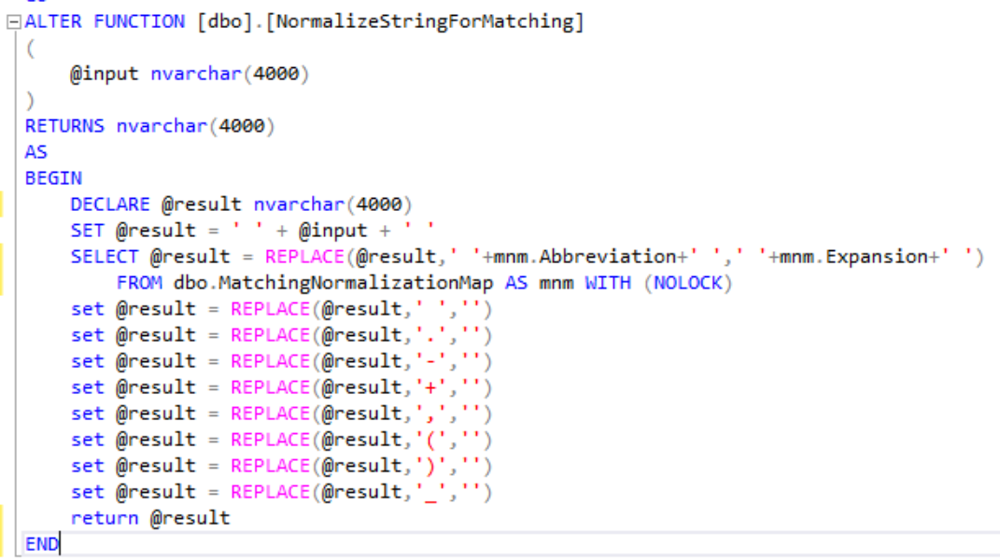 ALTER FUNCTION [dbo].[NormalizeStringForMatching]
(
    @input nvarchar(4000)
)
RETURNS nvarchar(4000)
AS
BEGIN
    DECLARE @result nvarchar(4000)
    SET @result = ' ' + @input + ' '
    SELECT @result = REPLACE(@result,' '+mnm.Abbreviation+' ',' '+mnm.Expansion+' ')
        FROM dbo.MatchingNormalizationMap AS mnm WITH (NOLOCK)
    set @result = REPLACE(@result,' ','')
    set @result = REPLACE(@result,'.','')
    set @result = REPLACE(@result,'-','')
    set @result = REPLACE(@result,'+','')
    set @result = REPLACE(@result,',','')
    set @result = REPLACE(@result,'(','')
    set @result = REPLACE(@result,')','')
    set @result = REPLACE(@result,'_','')
    return @result
END